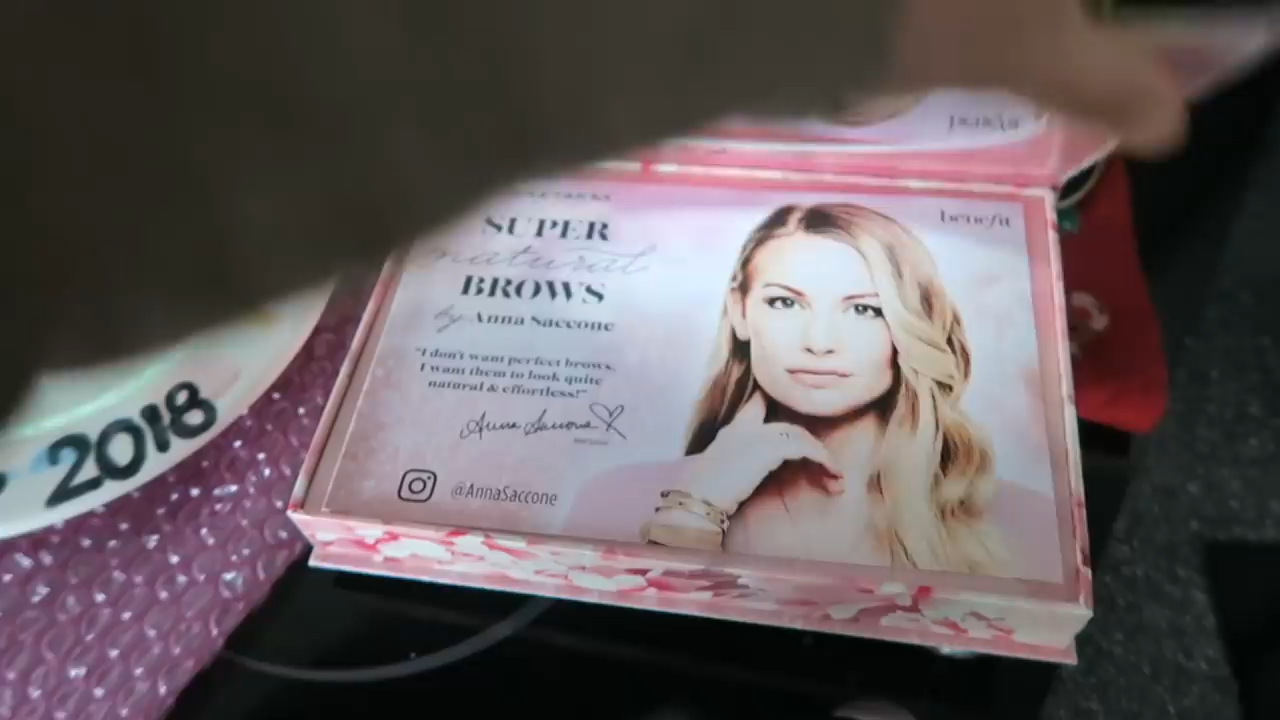 benefit
SUPER
natural
BROWS
by Anna Saccone
"I don't want perfect brows,
I want them to look quite
natural & effortless!"
Anna Saccone
@AnnaSaccone
benefit
2018